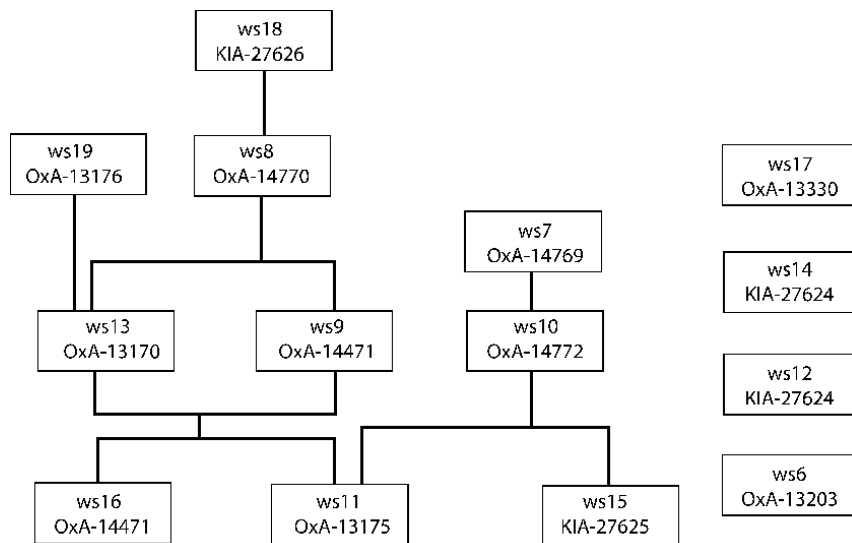 ws18
KIA-27626
ws19
OxA-13176
ws8
OxA-14770
ws17
OxA-13330
ws7
OxA-14769
ws14
KIA-27624
ws13
OxA-13170
ws9
OxA-14471
ws10
OxA-14772
ws12
KIA-27624
ws6
OxA-13203
ws16
OxA-14471
ws11
OxA-13175
ws15
KIA-27625